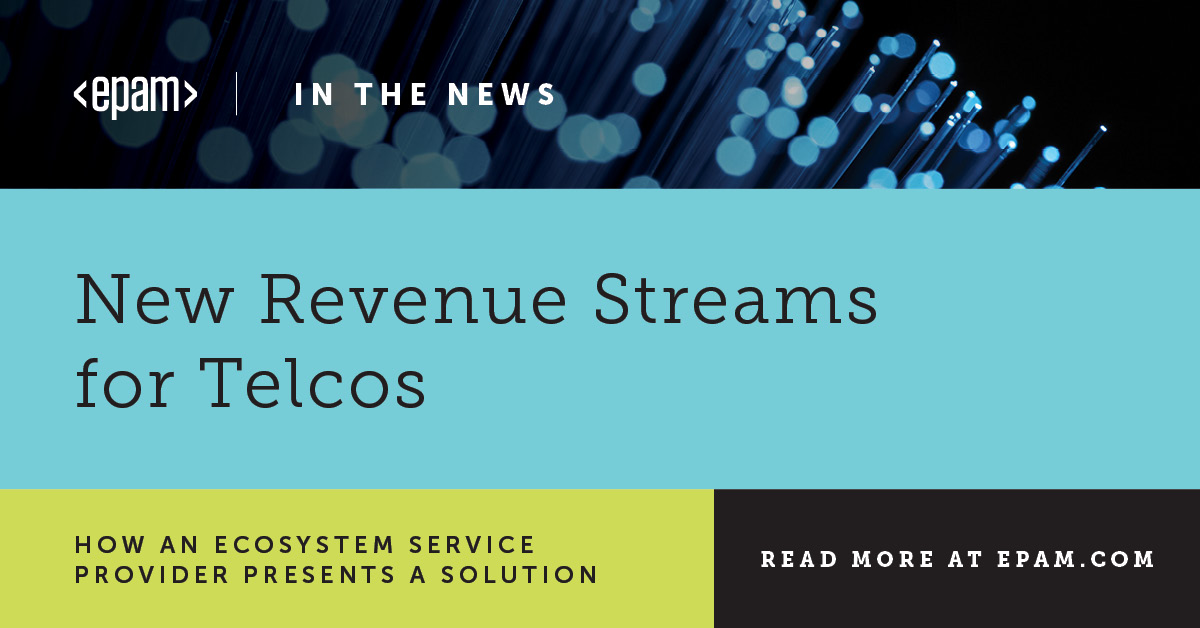 <epam> | IN THE NEWS
New Revenue Streams
for Telcos
HOW AN ECOSYSTEM SERVICE
PROVIDER PRESENTS A SOLUTION
READ MORE AT EPAM.COM